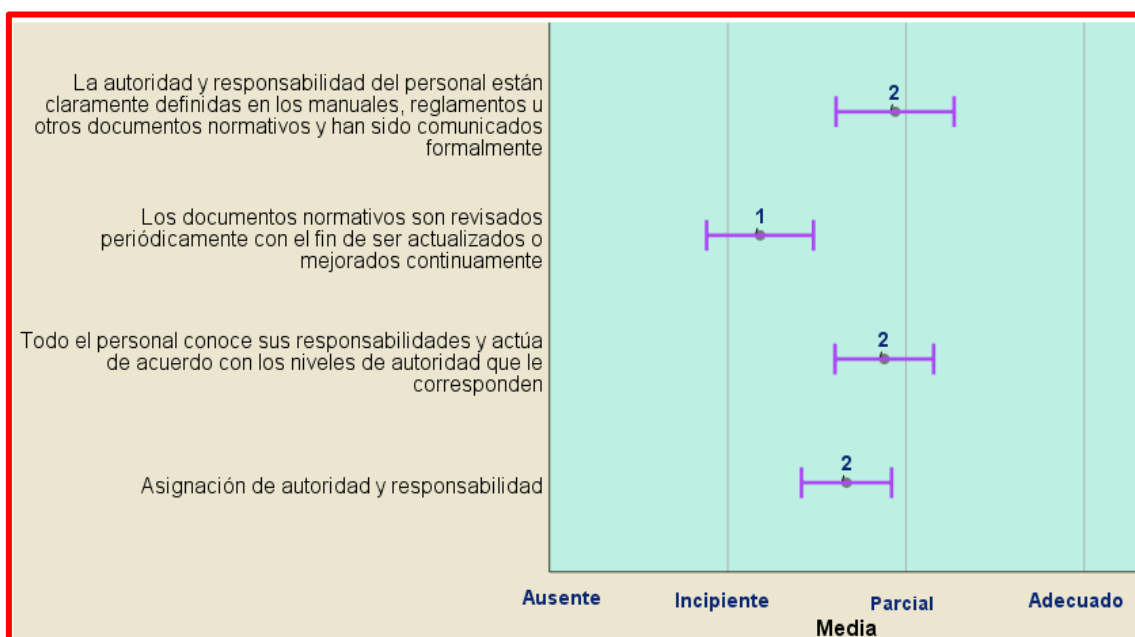 La autoridad y responsabilidad del personal están
claramente definidas en los manuales, reglamentos u
otros documentos normativos y han sido comunicados
formalmente
2
Los documentos normativos son revisados
periódicamente con el fin de ser actualizados o
mejorados continuamente
1
Todo el personal conoce sus responsabilidades y actúa
de acuerdo con los niveles de autoridad que le
corresponden
2
Asignación de autoridad y responsabilidad
2
Ausente Incipiente Parcial Adecuado
Media